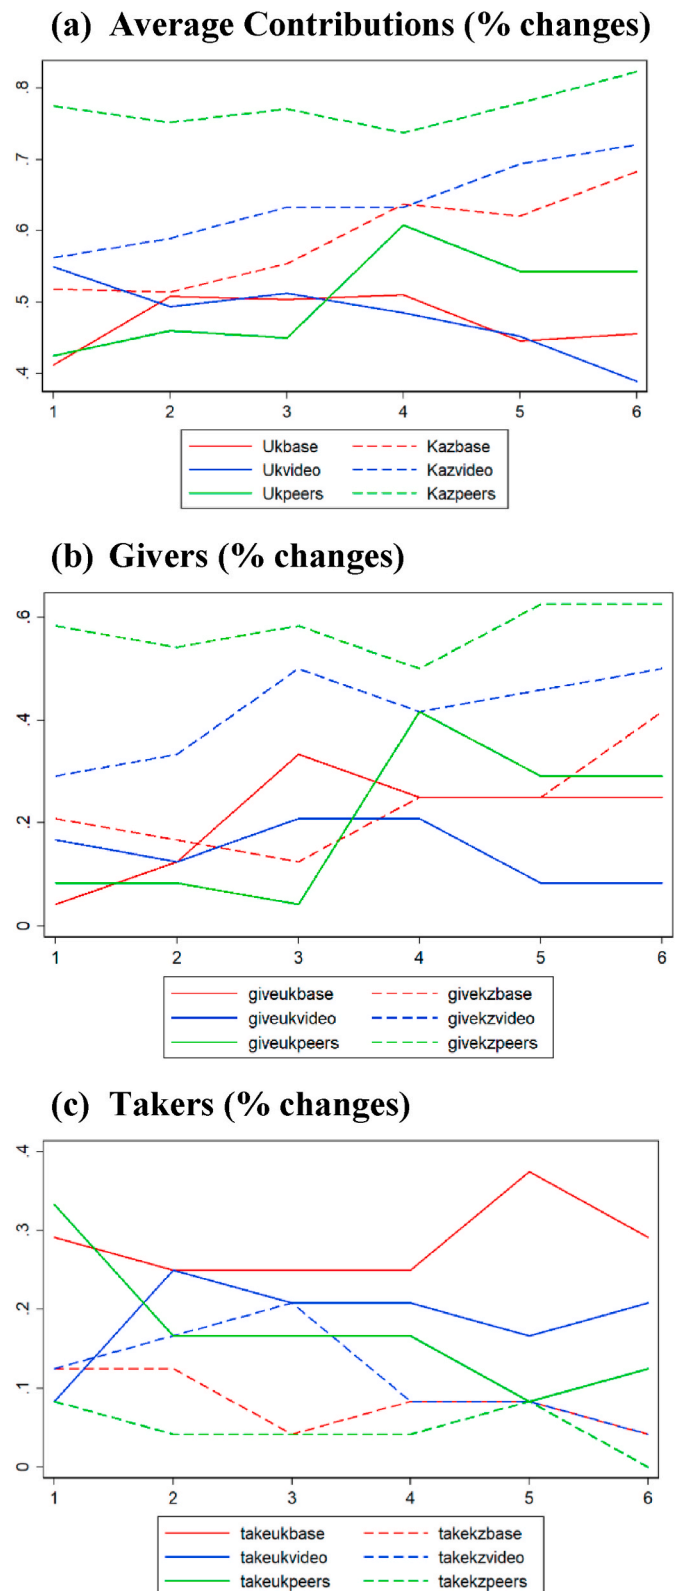 (a) Average Contributions (% changes)
.8
.7
.6
.5
.4
1 2 3 4 5 6
Ukbase Kazbase
Ukvideo Kazvideo
Ukpeers Kazpeers
(b) Givers (% changes)
.6
.4
.2
0
1 2 3 4 5 6
giveukbase givekzbase
giveukvideo givekzvideo
giveukpeers givekzpeers
(c) Takers (% changes)
.4
.3
.2
.1
0
1 2 3 4 5 6
takeukbase takekzbase
takeukvideo takekzvideo
takeukpeers takekzpeers